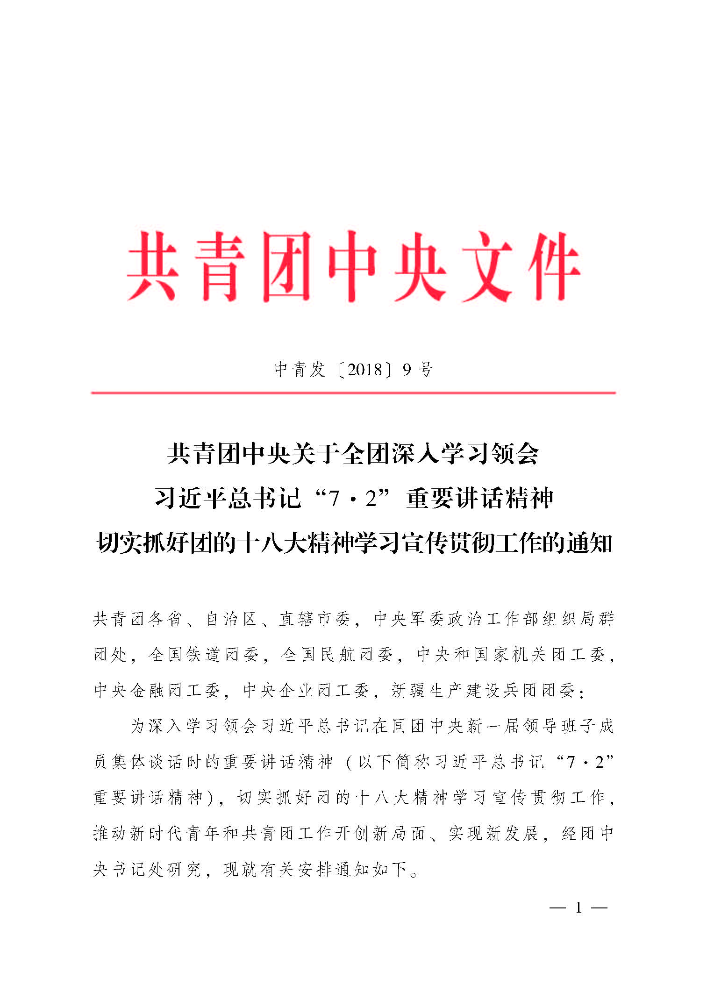 共青团中央文件
中青发〔2018〕9 号
共青团中央关于全团深入学习领会
习近平总书记“7·2”重要讲话精神
切实抓好团的十八大精神学习宣传贯彻工作的通知
共青团各省、自治区、直辖市委，中央军委政治工作部组织局群
团处，全国铁道团委，全国民航团委，中央和国家机关团工委，
中央金融团工委，中央企业团工委，新疆生产建设兵团团委：
为深入学习领会习近平总书记在同团中央新一届领导班子成
员集体谈话时的重要讲话精神（以下简称习近平总书记“7·2”
重要讲话精神），切实抓好团的十八大精神学习宣传贯彻工作，
推动新时代青年和共青团工作开创新局面、实现新发展，经团中
央书记处研究，现就有关安排通知如下。
— 1 —